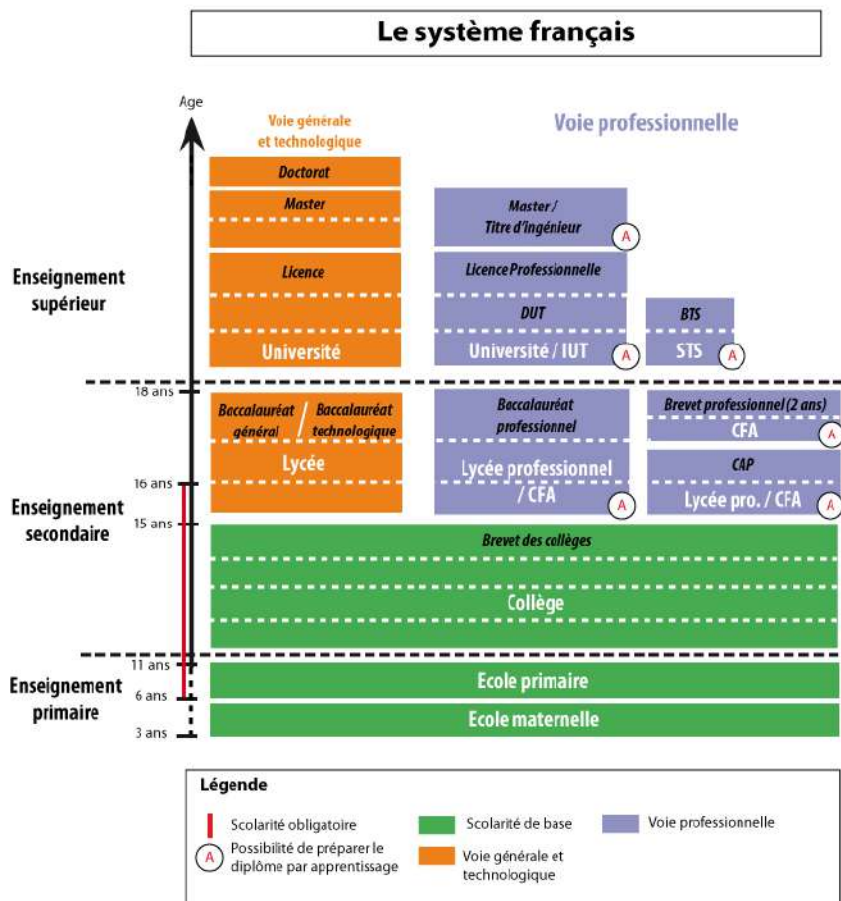 Le système français
Age
Voie générale
et technologique
Voie professionnelle
Doctorat
Master
Master /
Titre d'ingénieur
A
Enseignement
supérieur
Licence
Licence Professionnelle
DUT
BTS
Université
Université / IUT
A
STS
A
18 ans
Baccalauréat
général
/
Baccalauréat
technologique
Baccalauréat
professionnel
Brevet professionnel (2 ans)
CFA
A
Lycée
Lycée professionnel
/ CFA
A
CAP
Lycée pro. / CFA
A
16 ans
Enseignement
secondaire
15 ans
Brevet des collèges
Collège
11 ans
Enseignement
primaire
Ecole primaire
6 ans
Ecole maternelle
3 ans
Légende
Scolarité obligatoire
Scolarité de base
Voie professionnelle
A
Possibilité de préparer le
diplôme par apprentissage
Voie générale et
technologique